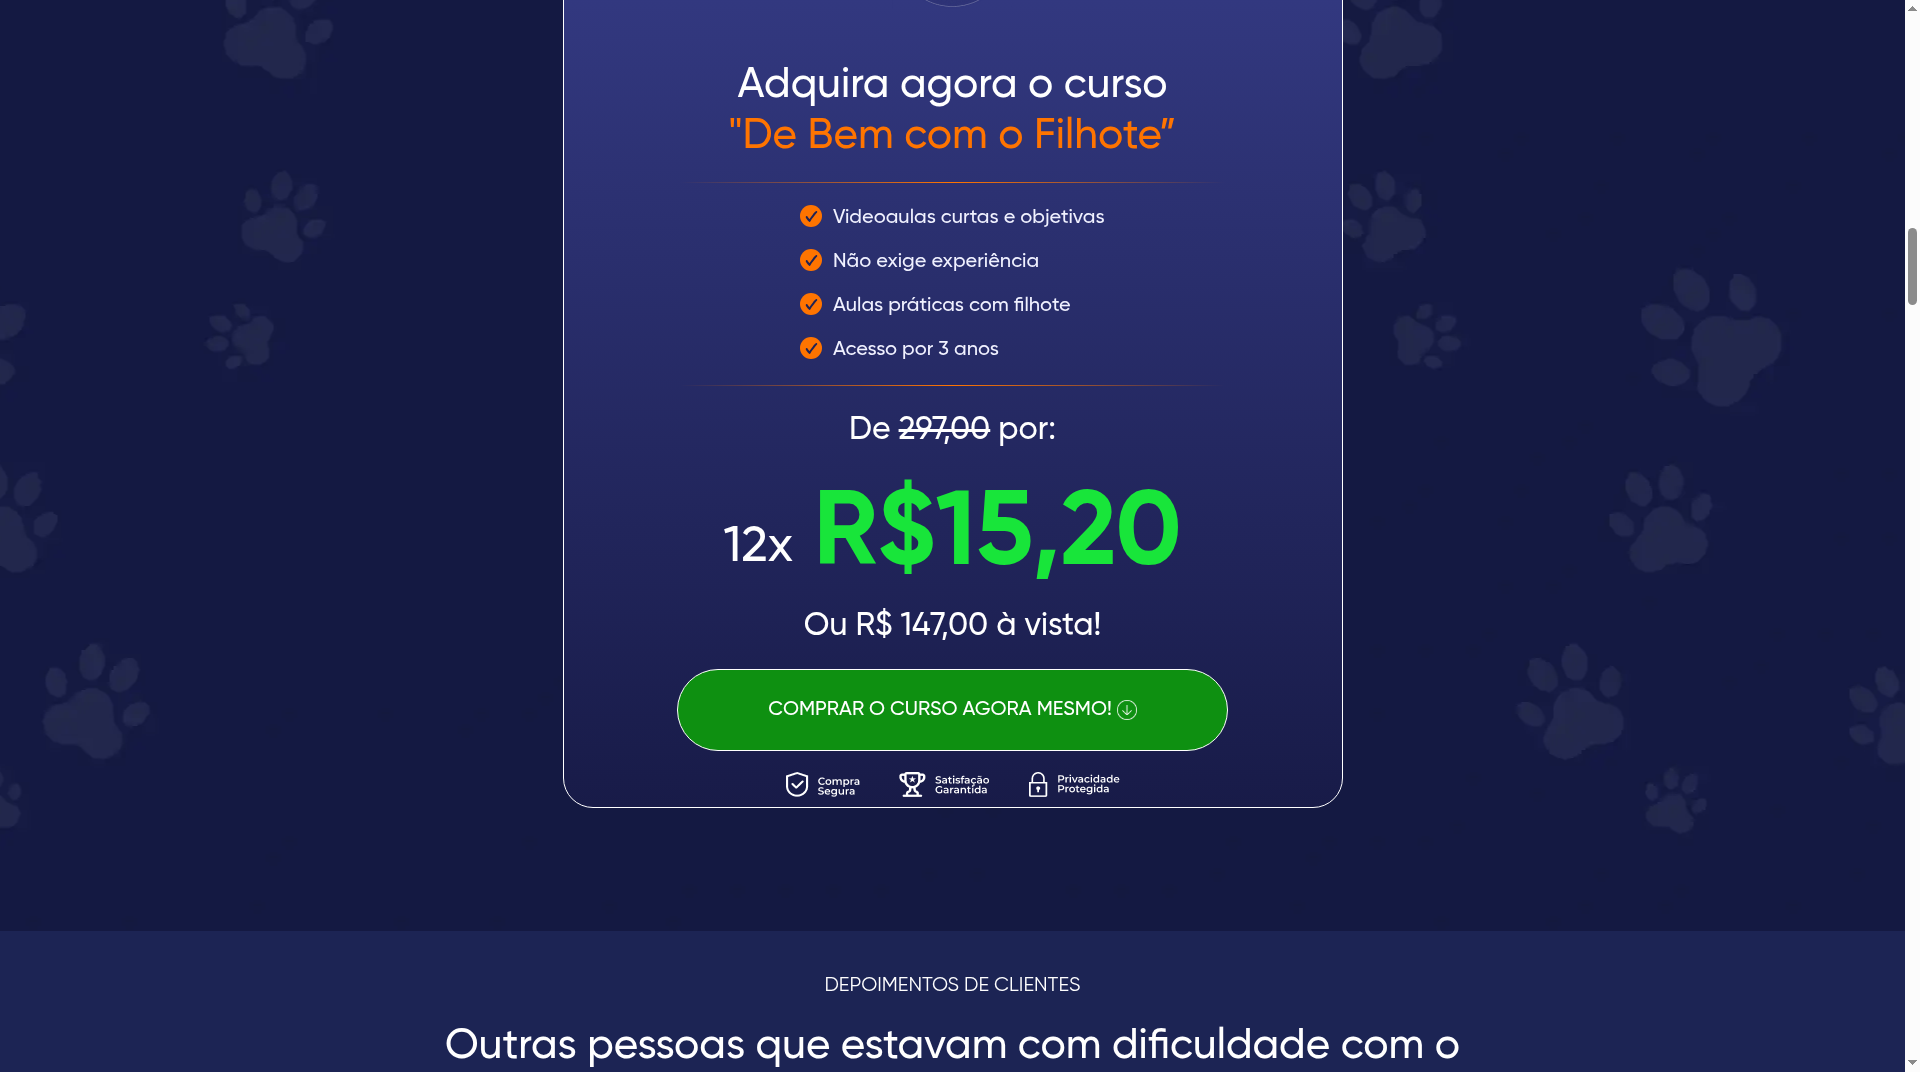 Adquira agora o curso
"De Bem com o Filhote”
Videoaulas curtas e objetivas
Não exige experiência
Aulas práticas com filhote
Acesso por 3 anos
De 297,00 por:
12x R$15,20
Ou R$ 147,00 à vista!
COMPRAR O CURSO AGORA MESMO!
Compra
Segura
Satisfação
Garantida
Privacidade
Protegida
DEPOIMENTOS DE CLIENTES
Outras pessoas que estavam com dificuldade com o